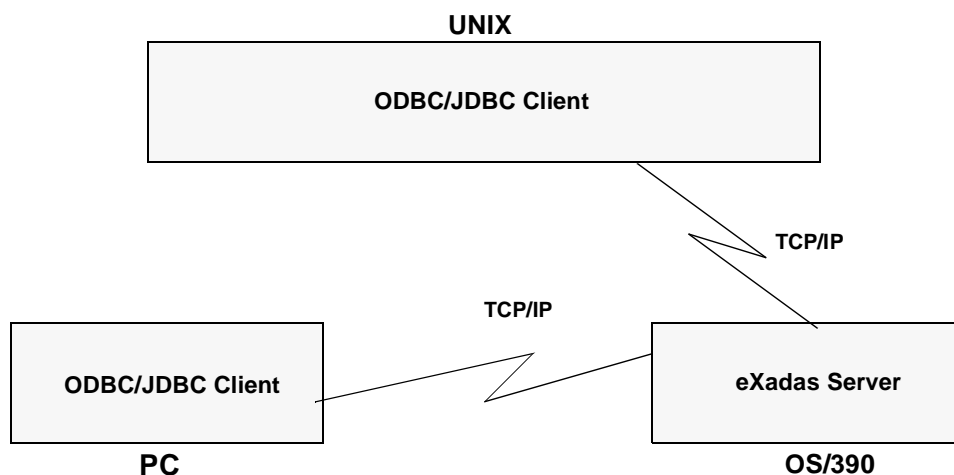 UNIX
ODBC/JDBC Client
TCP/IP
TCP/IP
ODBC/JDBC Client
eXadas Server
PC
OS/390